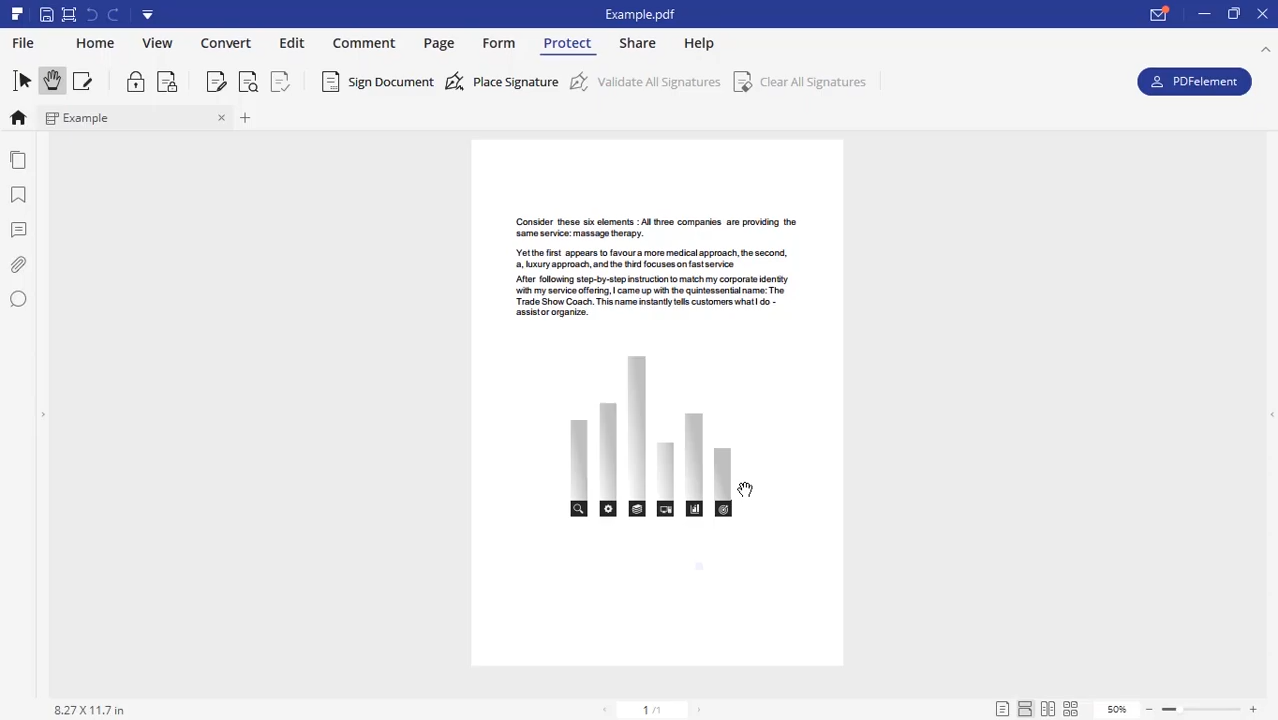 Example.pdf
File Home View Convert Edit Comment Page Form Protect Share Help
Sign Document Place Signature Validate All Signatures Clear All Signatures PDFelement
Example
Consider these six elements : All three companies are providing the
same service: massage therapy.
Yet the first appears to favour a more medical approach, the second,
a, luxury approach, and the third focuses on fast service
After following step-by-step instruction to match my corporate identity
with my service offering, I came up with the quintessential name: The
Trade Show Coach. This name instantly tells customers what I do -
assist or organize.
8.27 X 11.7 in 1 /1 50%